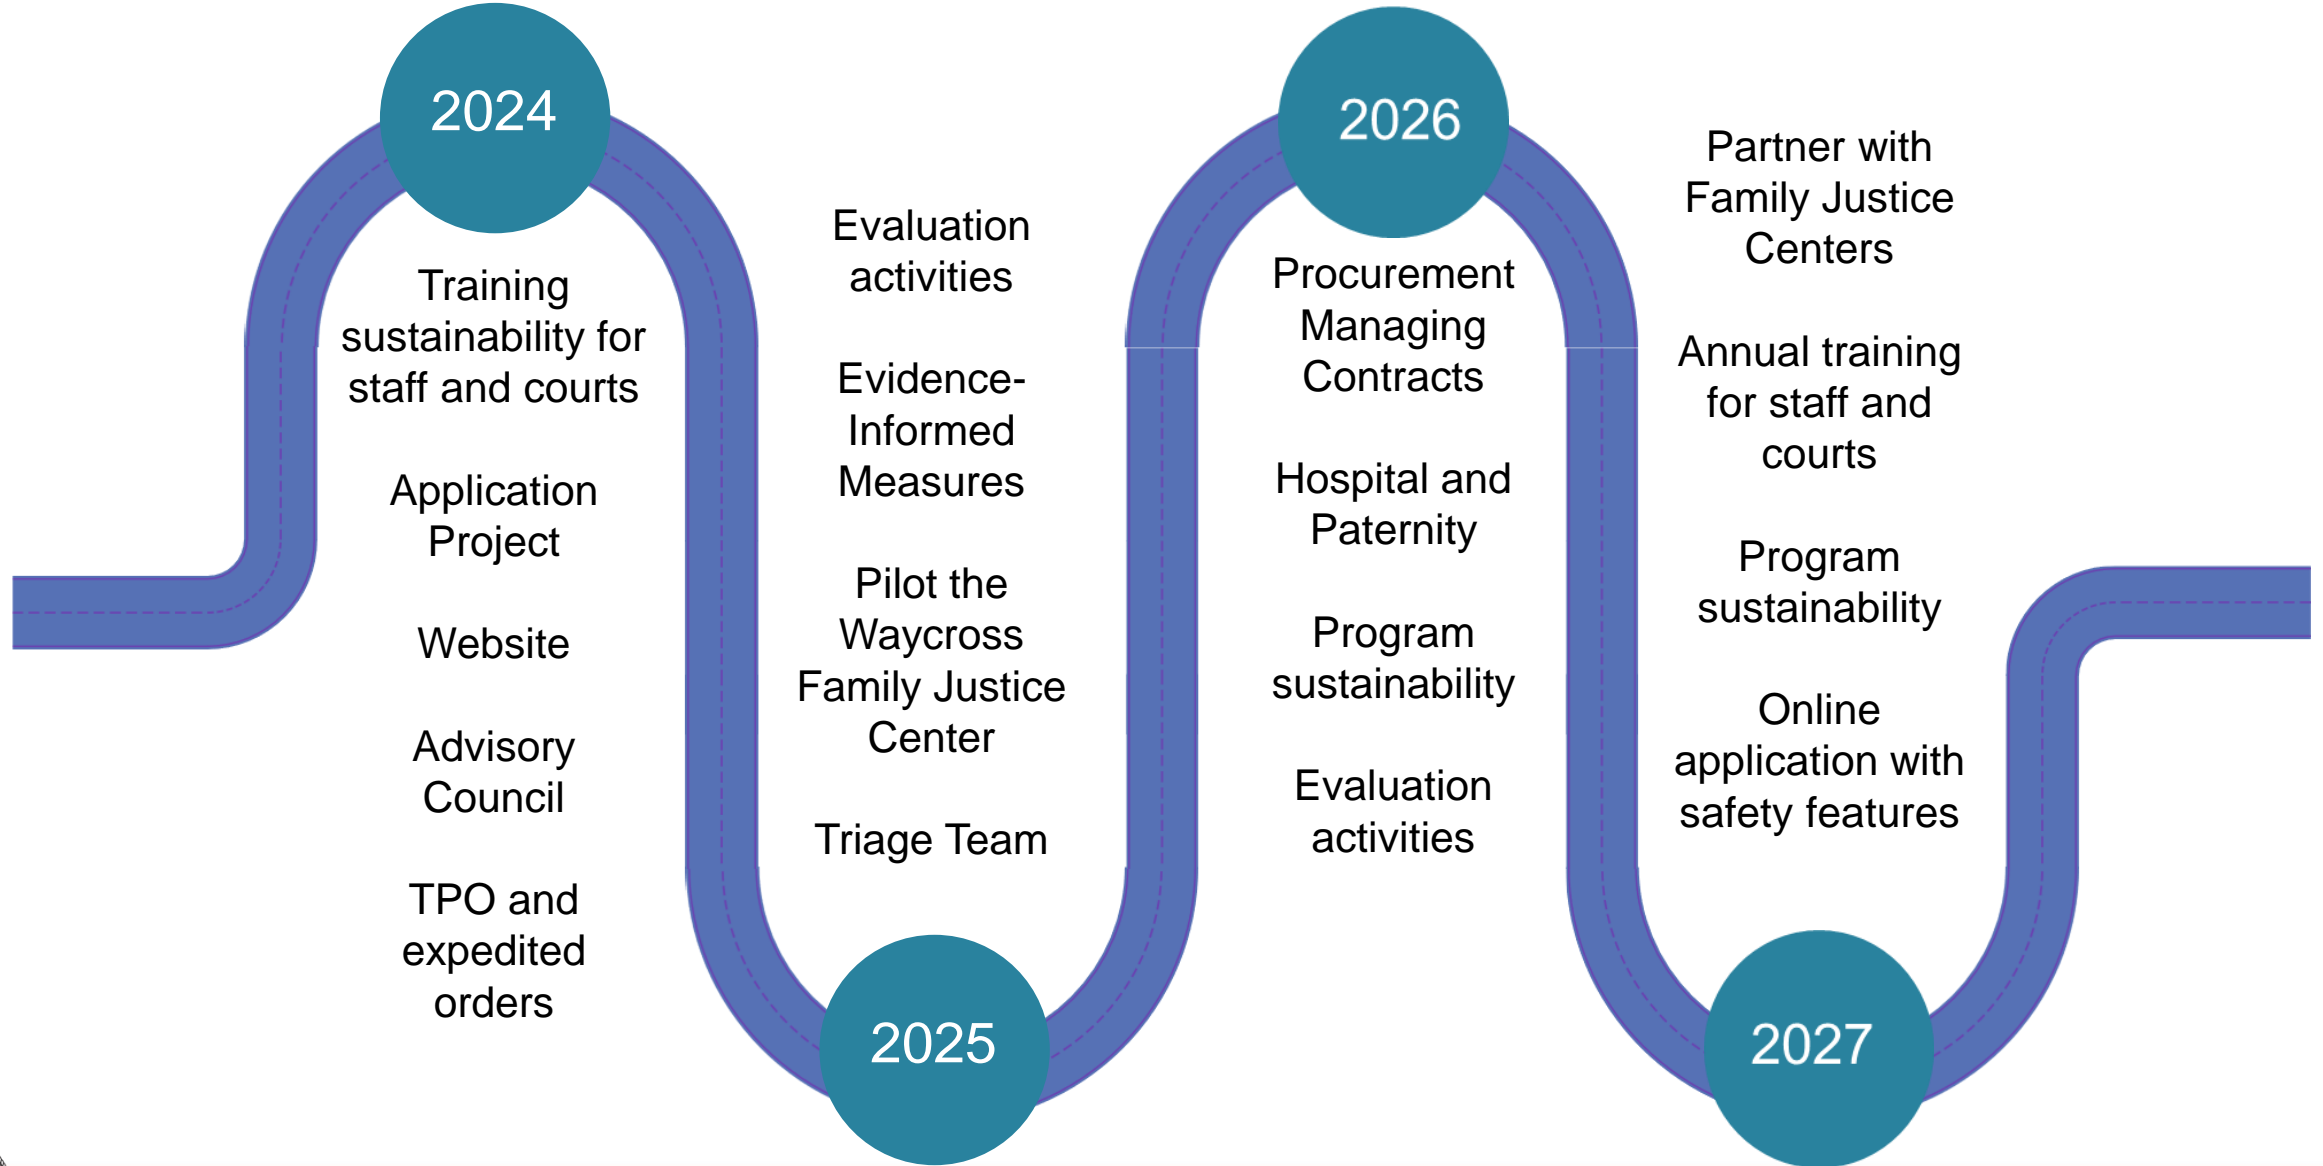 2024
Training
sustainability for
staff and courts
Application
Project
Website
Advisory
Council
TPO and
expedited
orders
Evaluation
activities
Evidence-
Informed
Measures
Pilot the
Waycross
Family Justice
Center
Triage Team
2025
2026
Procurement
Managing
Contracts
Hospital and
Paternity
Program
sustainability
Evaluation
activities
Partner with
Family Justice
Centers
Annual training
for staff and
courts
Program
sustainability
Online
application with
safety features
2027